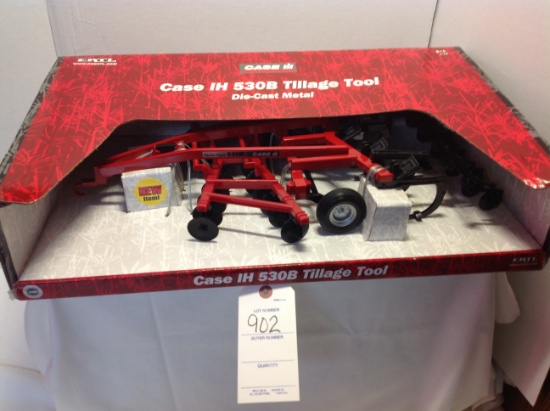 ERTL
CASE IH
Case IH 530B Tillage Tool
Die-Cast Metal
NEW
Item!
Case IH 530B Tillage Tool
ERTL
LOT NUMBER
902
BUYER NUMBER
QUANTITY